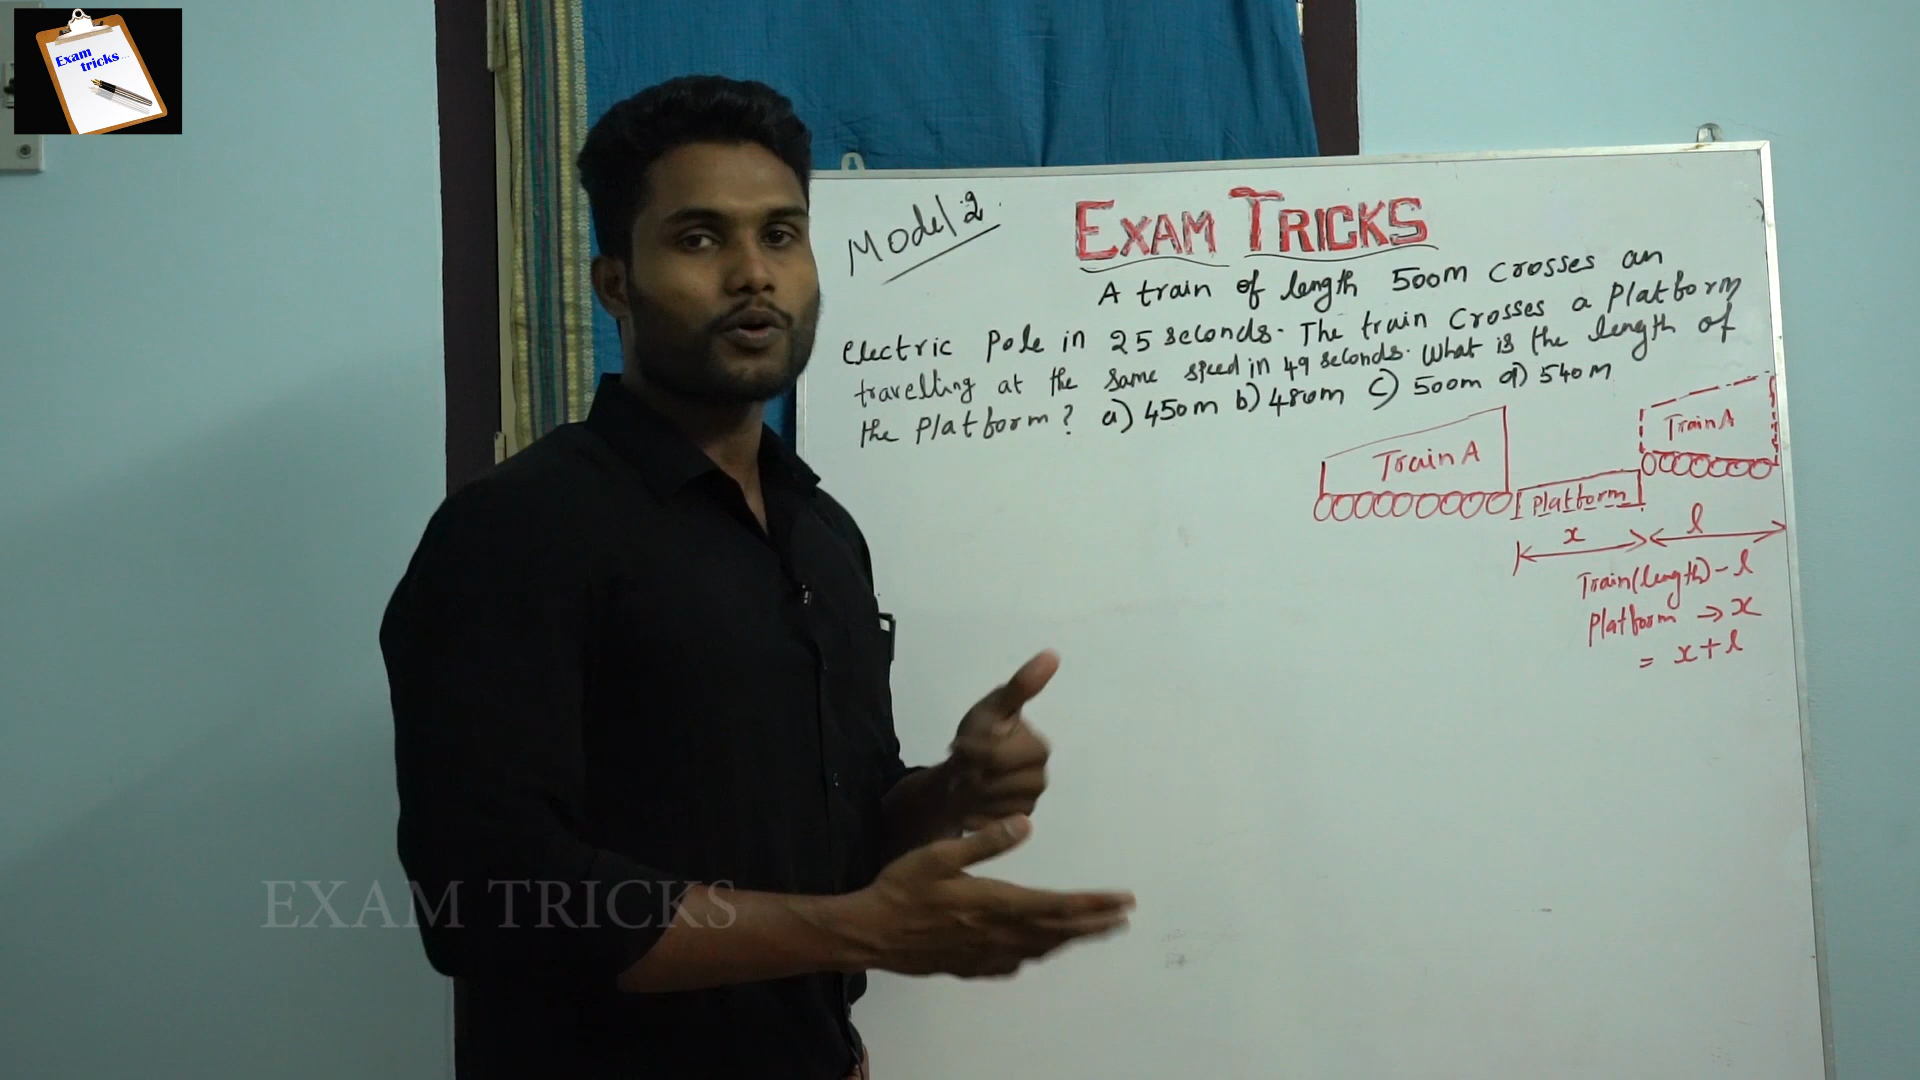 Exam
tricks...
Model 2.
EXAM TRICKS
A train of length 500m crosses an
electric Pole in 25 seconds. The train crosses a Platform
travelling at the same speed in 49 seconds. What is the length of
the Platform? a) 450m b) 480m c) 500m d) 540m
Train A
Train A
Platform
x
l
Train(length) - l
Platform → x
= x + l
EXAM TRICKS